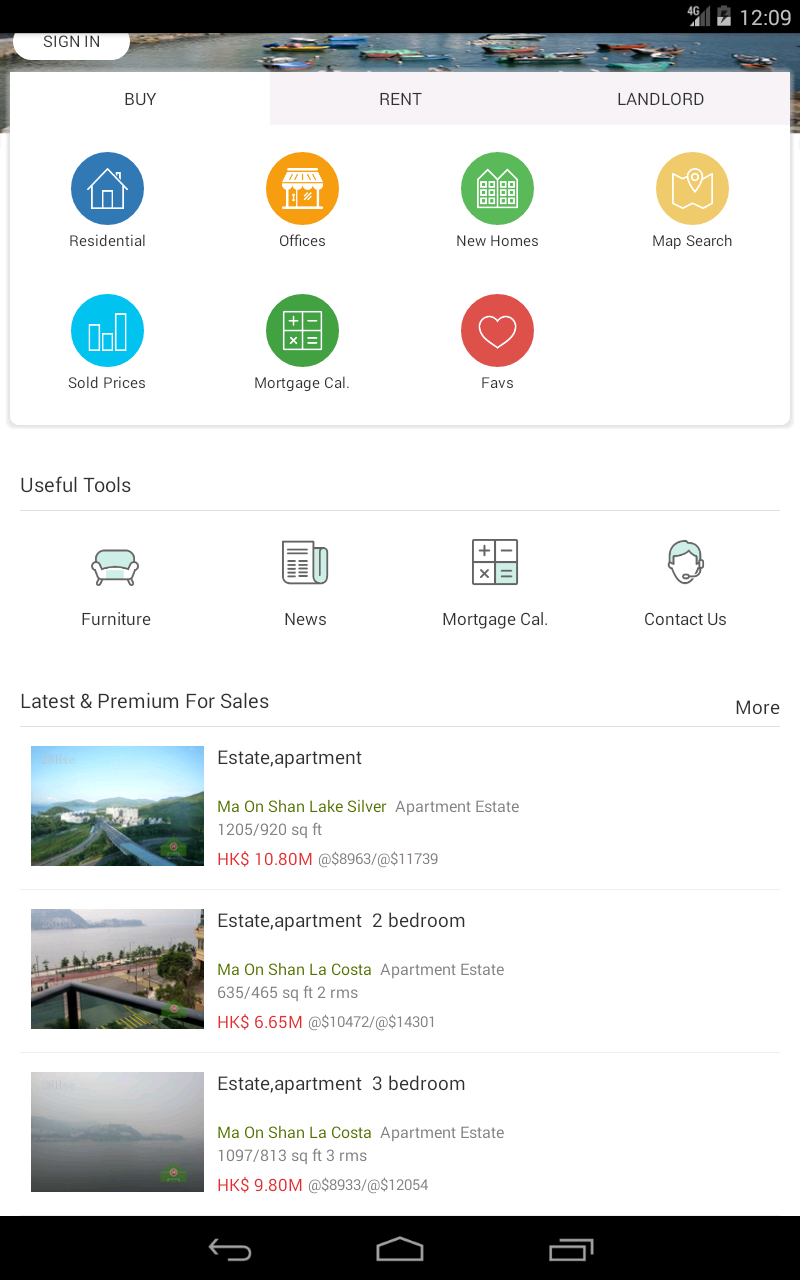 4G 12:09
SIGN IN
BUY RENT LANDLORD
Residential Offices New Homes Map Search
Sold Prices Mortgage Cal. Favs
Useful Tools
Furniture News Mortgage Cal. Contact Us
Latest & Premium For Sales More
Estate,apartment
Ma On Shan Lake Silver Apartment Estate
1205/920 sq ft
HK$ 10.80M @$8963/@$11739
Estate,apartment 2 bedroom
Ma On Shan La Costa Apartment Estate
635/465 sq ft 2 rms
HK$ 6.65M @$10472/@$14301
Estate,apartment 3 bedroom
Ma On Shan La Costa Apartment Estate
1097/813 sq ft 3 rms
HK$ 9.80M @$8933/@$12054